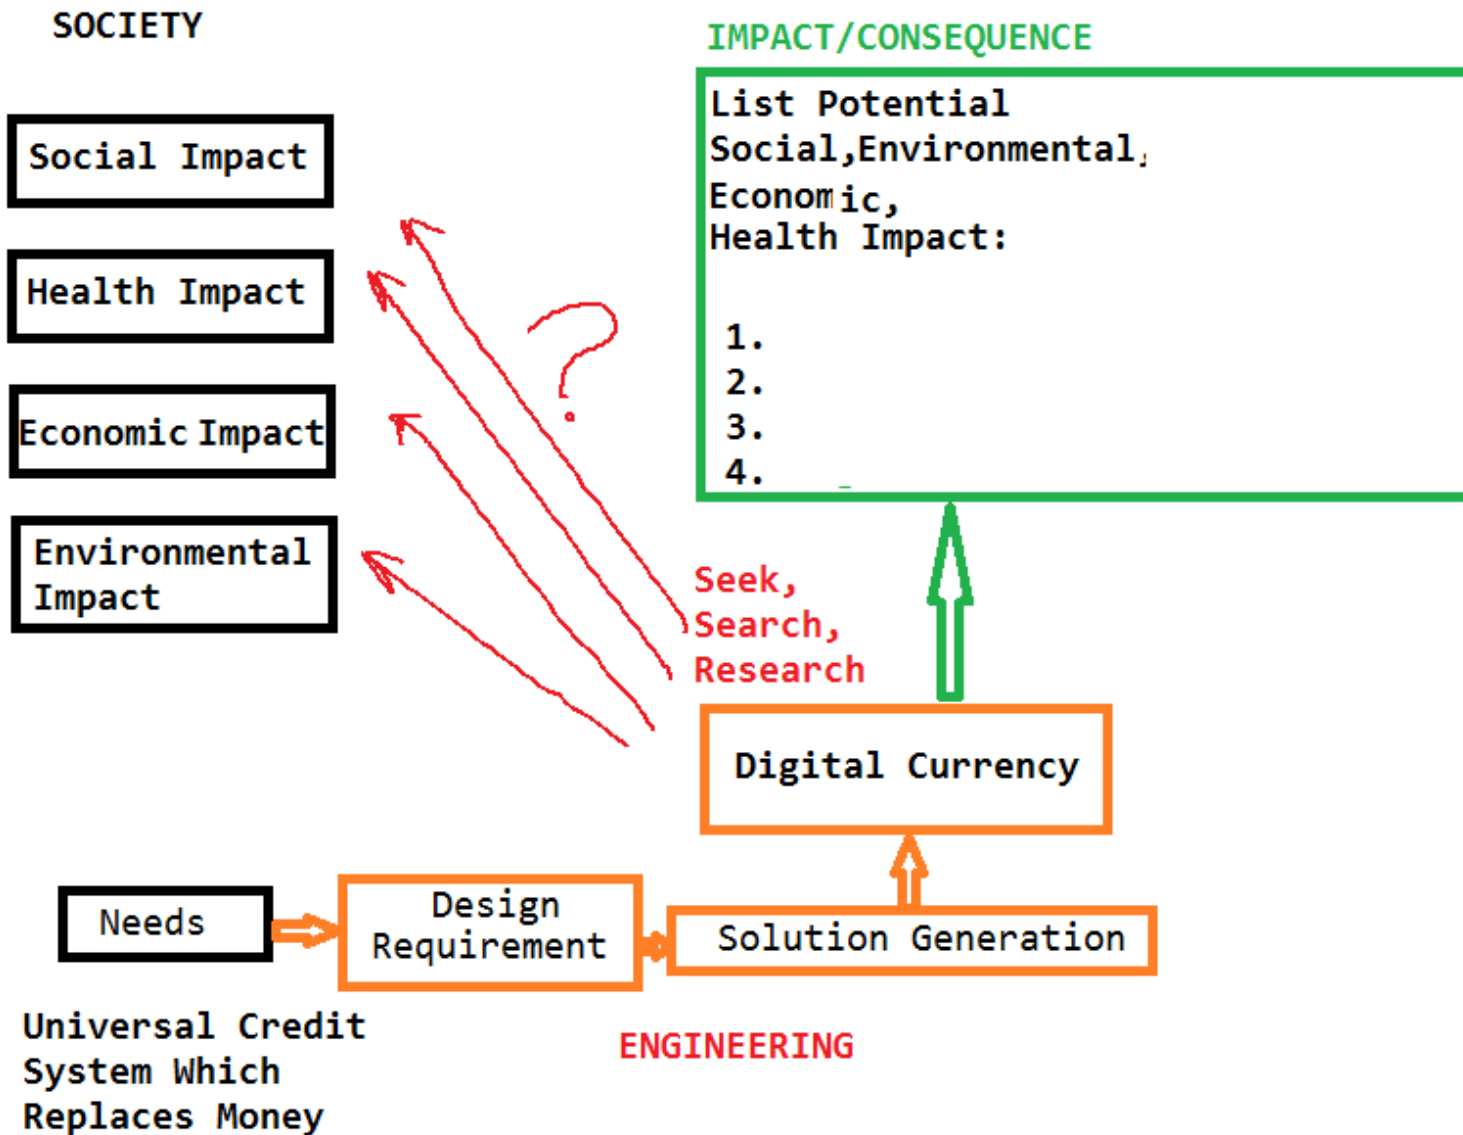 SOCIETY
Social Impact
Health Impact
Economic Impact
Environmental
Impact
IMPACT/CONSEQUENCE
List Potential
Social,Environmental,
Economic,
Health Impact:
1.
2.
3.
4.
?
Seek,
Search,
Research
Digital Currency
Needs
Design
Requirement
Solution Generation
Universal Credit
System Which
Replaces Money
ENGINEERING